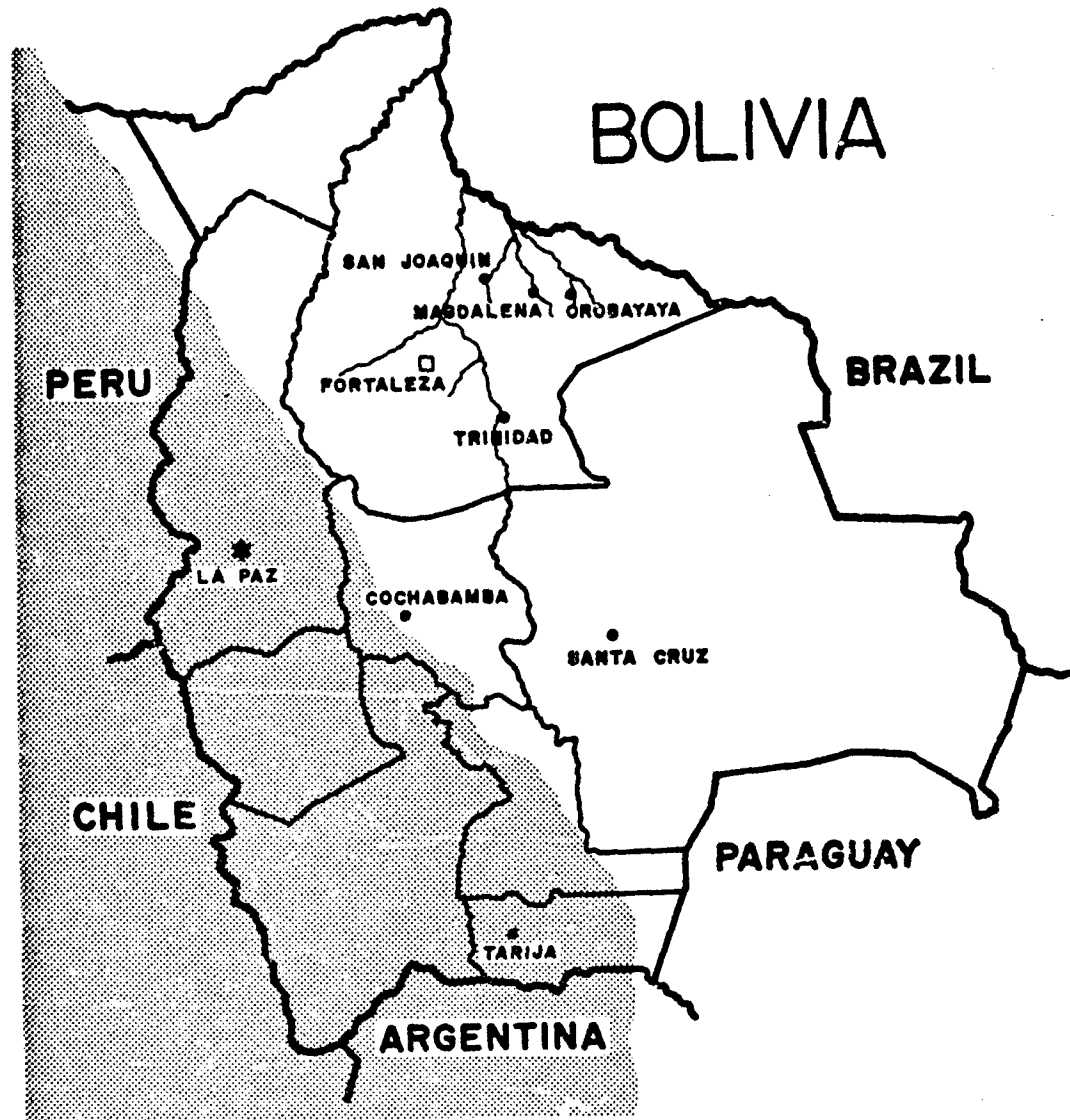 BOLIVIA
SAN JOAQUIN
MAGDALENA
OROBAYAYA
PERU
FORTALEZA
BRAZIL
TRINIDAD
LA PAZ
COCHABAMBA
SANTA CRUZ
CHILE
PARAGUAY
TARIJA
ARGENTINA